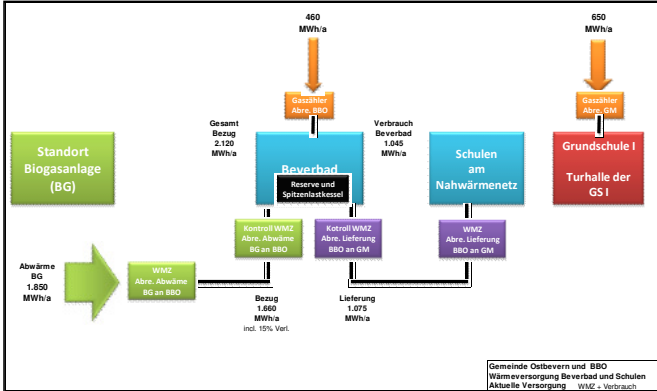 460
MWh/a
650
MWh/a
Gaszähler
Abre. BBO
Gaszähler
Abre. GM
Gesamt
Bezug
2.120
MWh/a
Verbrauch
Beverbad
1.045
MWh/a
Standort
Biogasanlage
(BG)
Beverbad
Reserve und
Spitzenlastkessel
Schulen
am
Nahwärmenetz
Grundschule I
Turhalle der
GS I
Kontroll WMZ
Abre. Abwäme
BG an BBO
Kotroll WMZ
Abre. Lieferung
BBO an GM
WMZ
Abre. Lieferung
BBO an GM
Abwärme
BG
1.850
MWh/a
WMZ
Abre. Abwäme
BG an BBO
Bezug
1.660
MWh/a
incl. 15% Verl.
Lieferung
1.075
MWh/a
Gemeinde Ostbevern und BBO
Wärmeversorgung Beverbad und Schulen
Aktuelle Versorgung WMZ + Verbrauch